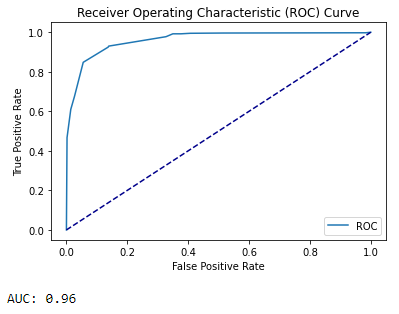 Receiver Operating Characteristic (ROC) Curve
1.0
0.8
0.6
0.4
0.2
0.0
True Positive Rate
ROC
0.0 0.2 0.4 0.6 0.8 1.0
False Positive Rate
AUC: 0.96